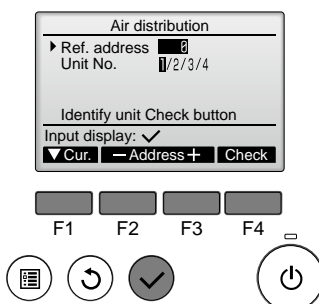 Air distribution
Ref. address 0
Unit No. 1/2/3/4
Identify unit Check button
Input display: ✓
▼Cur. − Address + Check
F1 F2 F3 F4